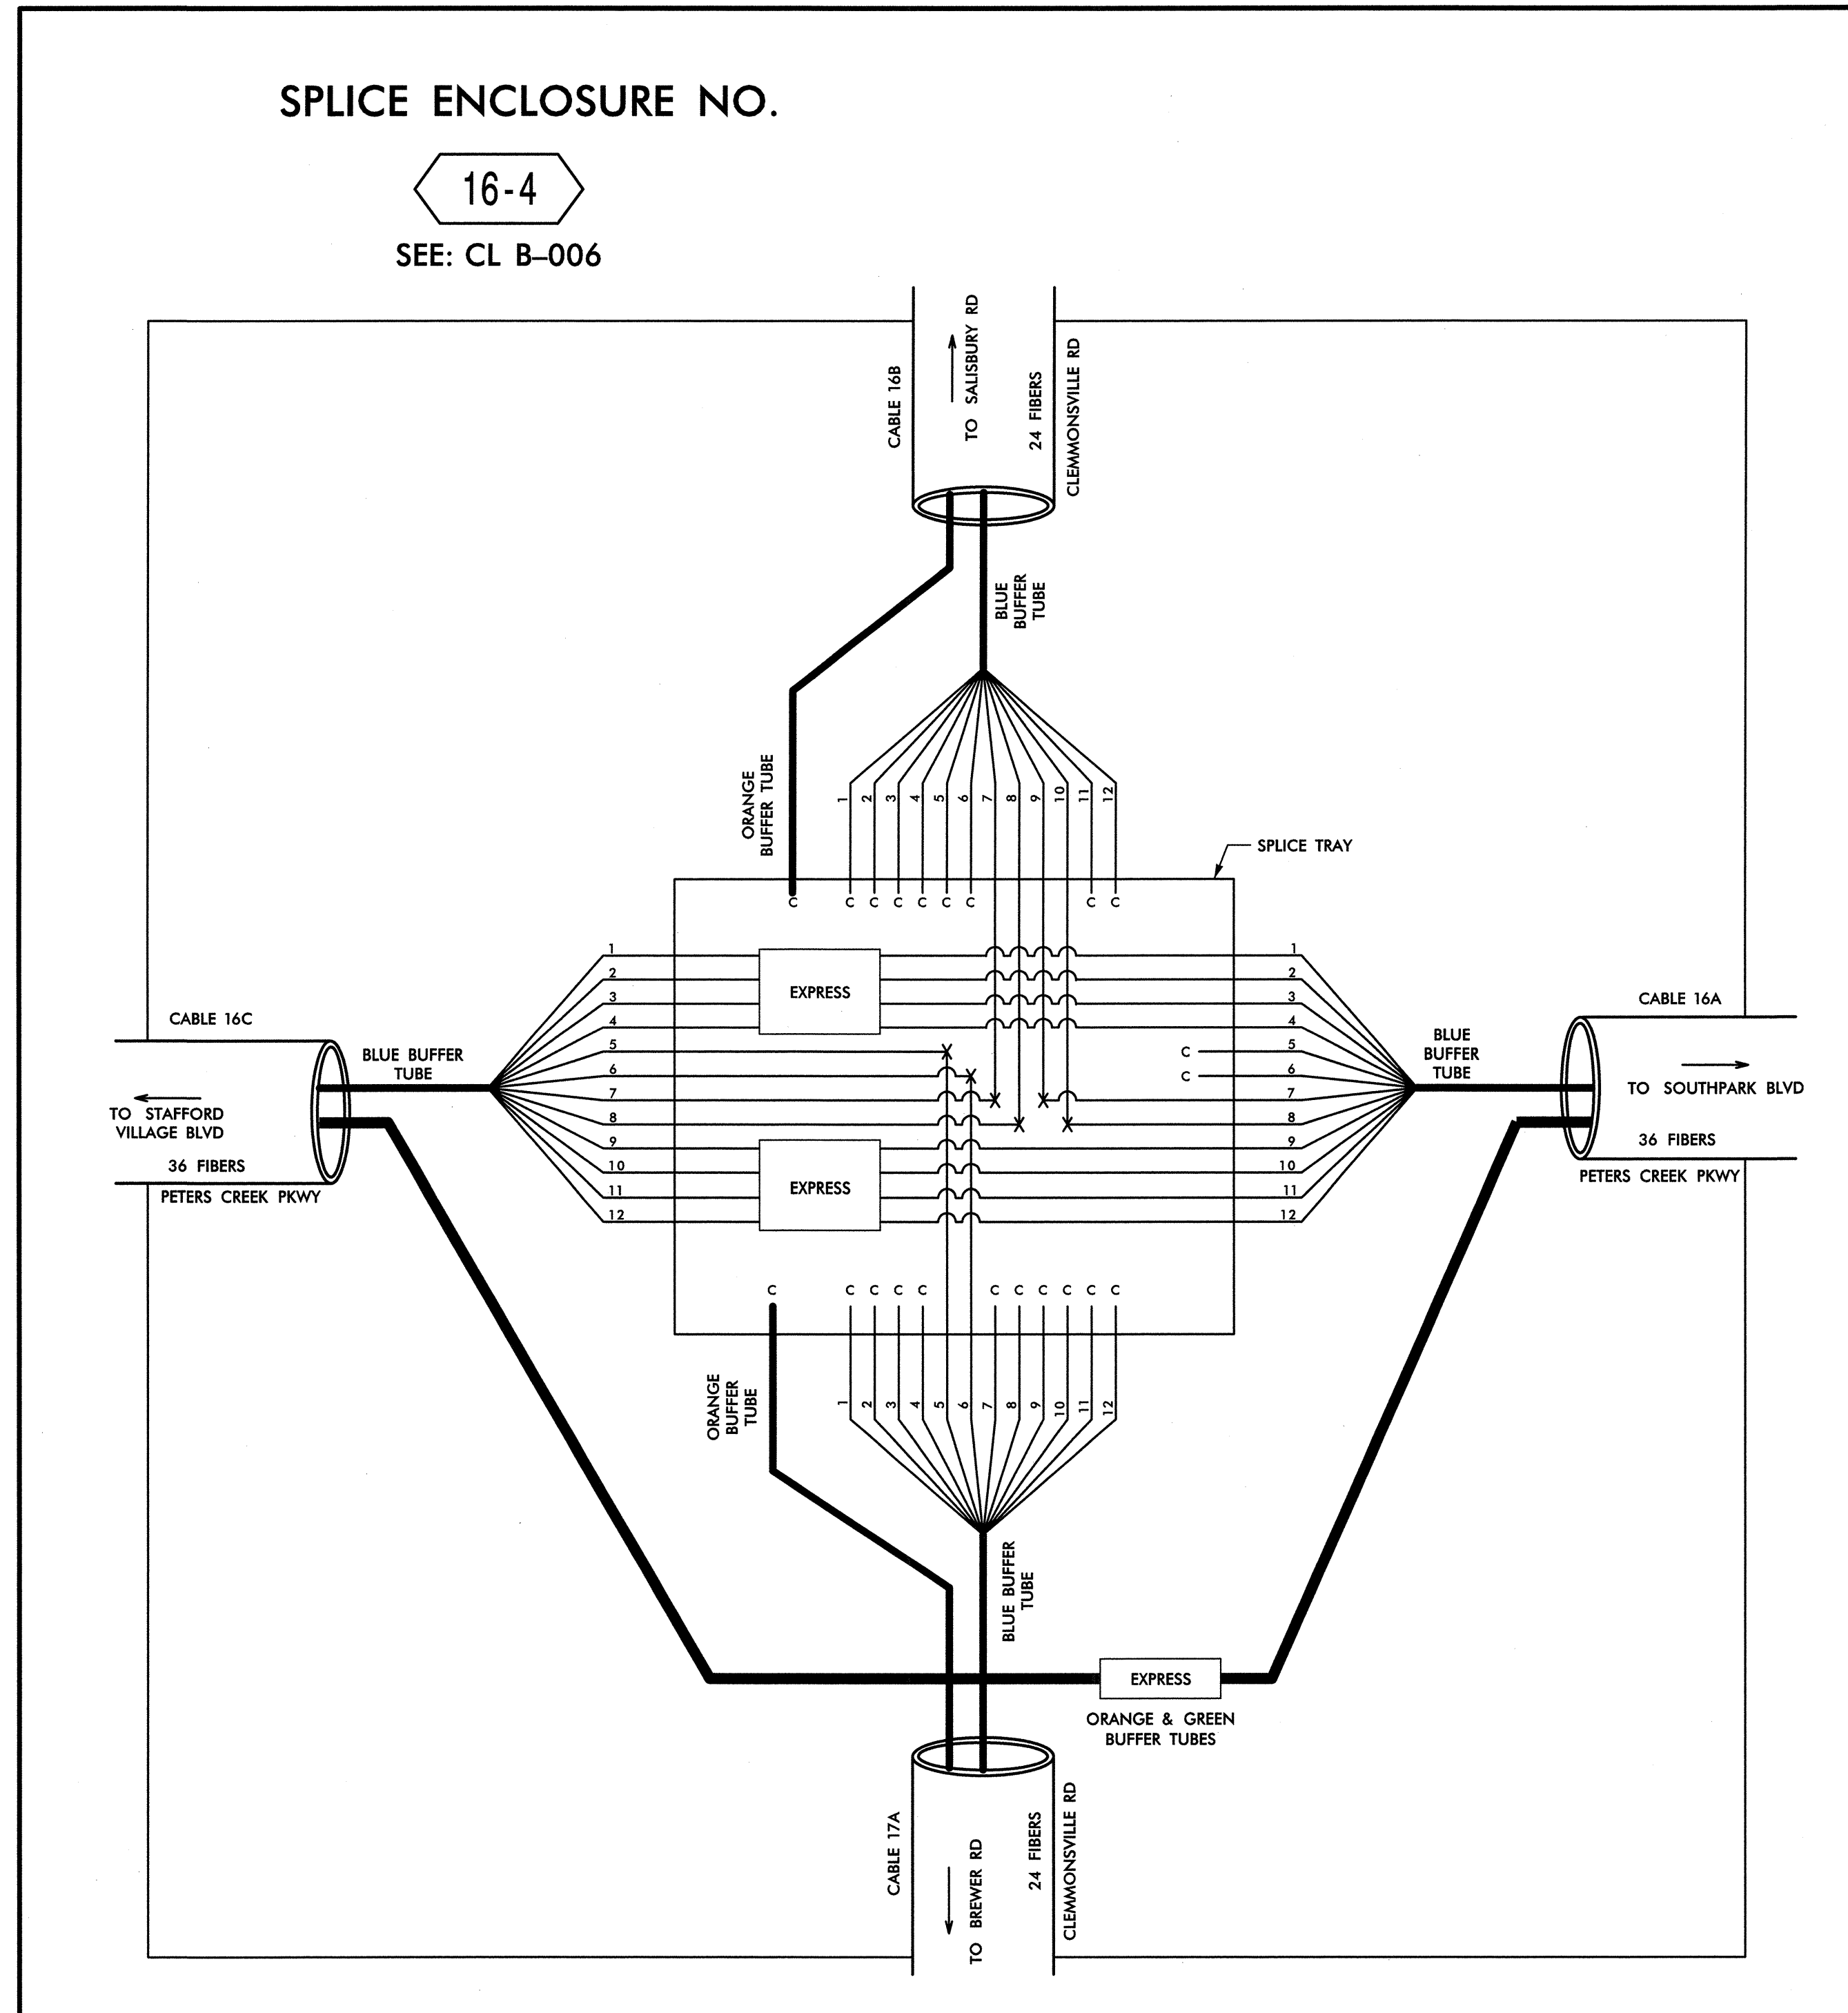 SPLICE ENCLOSURE NO.
16-4
SEE: CL B-006
CABLE 16B
TO SALISBURY RD
24 FIBERS
CLEMMONSVILLE RD
BLUE
BUFFER
TUBE
ORANGE
BUFFER TUBE
1 2 3 4 5 6 7 8 9 10 11 12
SPLICE TRAY
C C C C C C C C C
1
2
3
4
5
6
7
8
9
10
11
12
EXPRESS
EXPRESS
1
2
3
4
C 5
C 6
7
8
9
10
11
12
CABLE 16C
BLUE BUFFER
TUBE
TO STAFFORD
VILLAGE BLVD
36 FIBERS
PETERS CREEK PKWY
CABLE 16A
BLUE
BUFFER
TUBE
TO SOUTHPARK BLVD
36 FIBERS
PETERS CREEK PKWY
C C C C C C C C C C C
ORANGE
BUFFER
TUBE
1 2 3 4 5 6 7 8 9 10 11 12
BLUE BUFFER
TUBE
EXPRESS
ORANGE & GREEN
BUFFER TUBES
CABLE 17A
TO BREWER RD
24 FIBERS
CLEMMONSVILLE RD